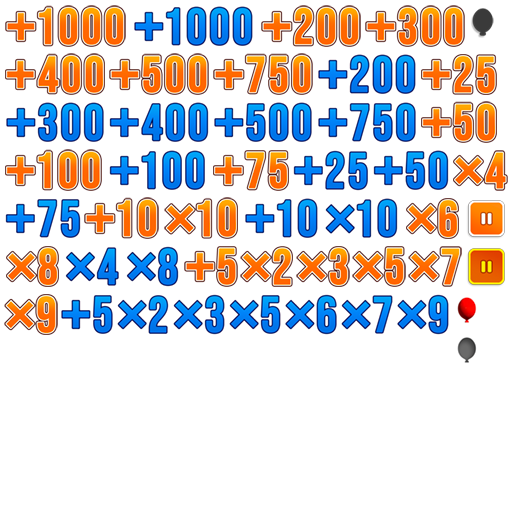 +1000 +1000 +200 +300
+400 +500 +750 +200 +25
+300 +400 +500 +750 +50
+100 +100 +75 +25 +50 ×4
+75 +10 ×10 +10 ×10 ×6
×8 ×4 ×8 +5 ×2 ×3 ×5 ×7
×9 +5 ×2 ×3 ×5 ×6 ×7 ×9